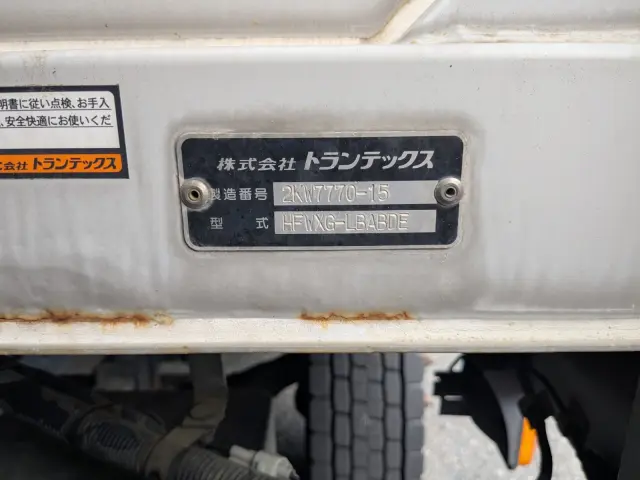 明書に従い点検、お手入
、安全快適にお使いくだ
式会社 トランテックス
株式会社 トランテックス
製造番号 2KW7770-15
型 式 HFWXG-LBABDE